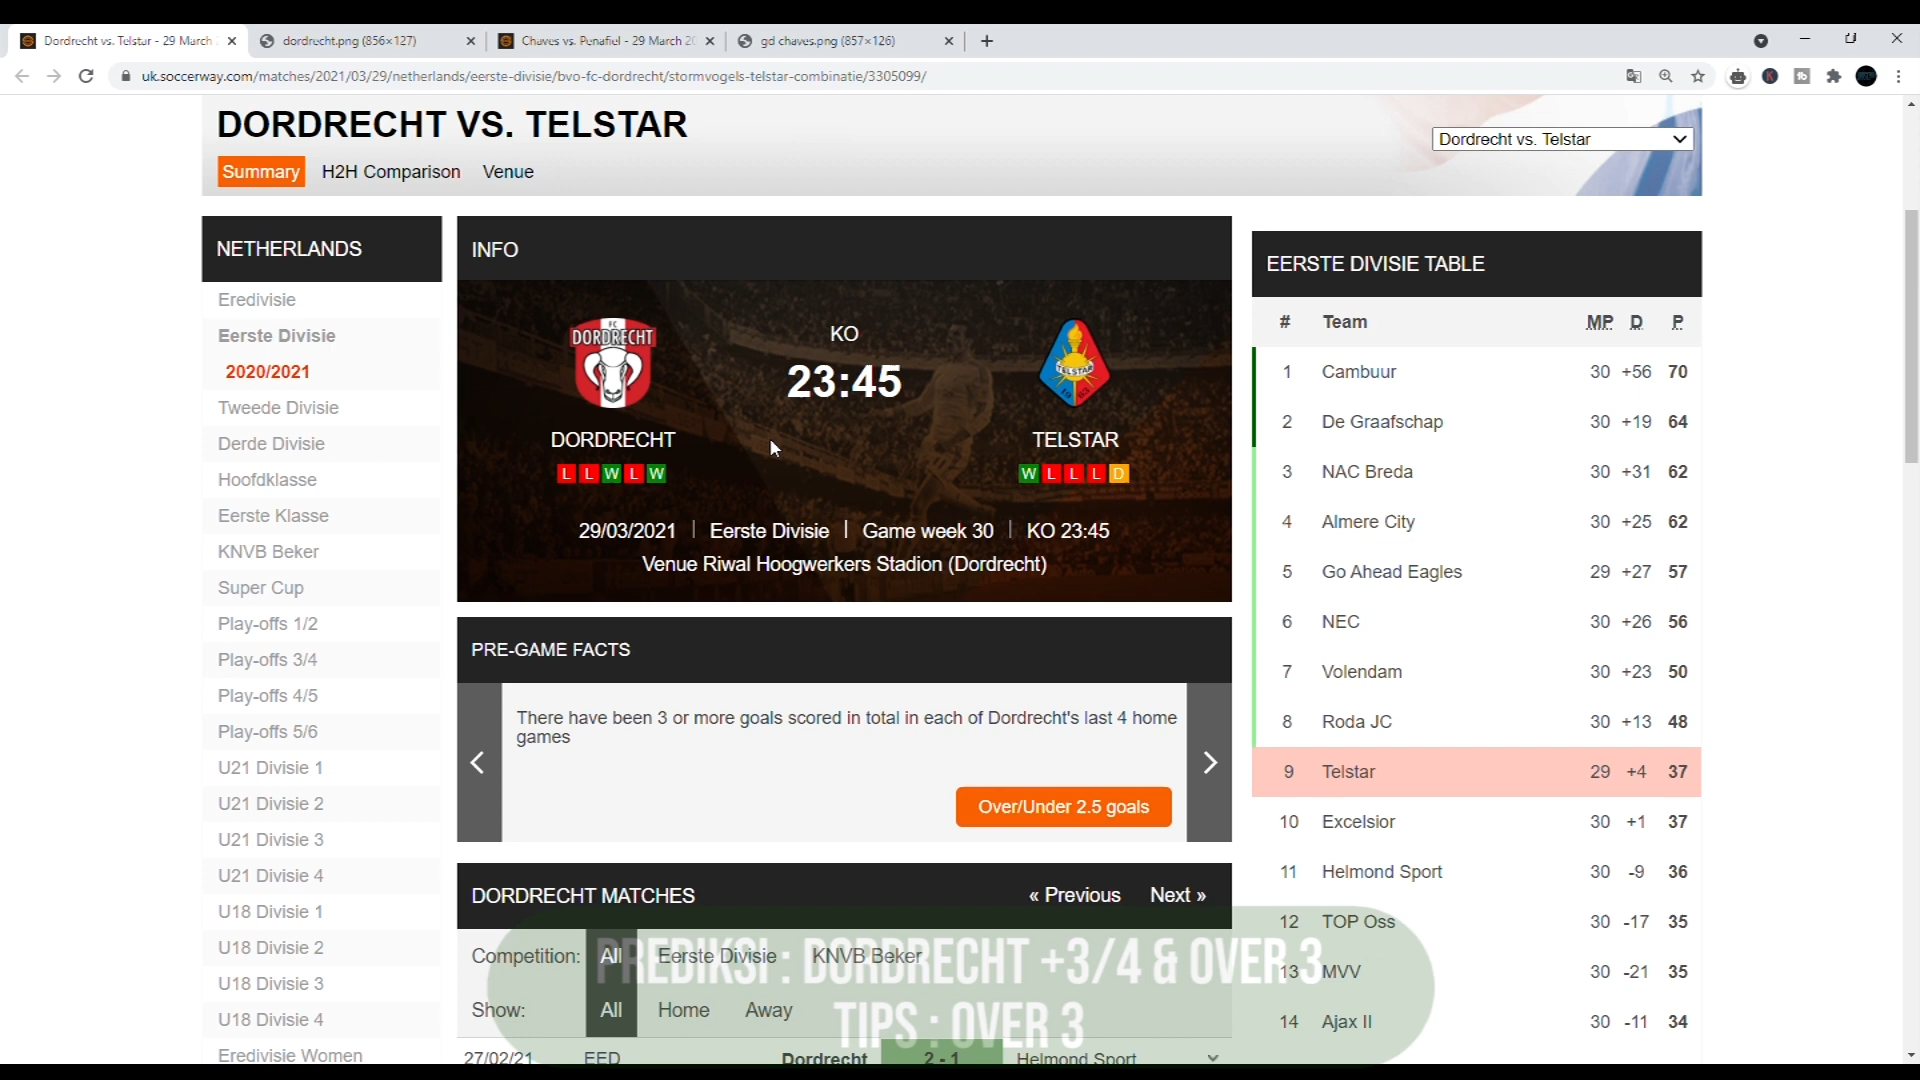 Dordrecht vs. Telstar - 29 March
dordrecht.png (856×127)
Chaves vs. Penafiel - 29 March 20
gd chaves.png (857×126)
uk.soccerway.com/matches/2021/03/29/netherlands/eerste-divisie/bvo-fc-dordrecht/stormvogels-telstar-combinatie/3305099/
DORDRECHT VS. TELSTAR
Dordrecht vs. Telstar
Summary H2H Comparison Venue
NETHERLANDS
Eredivisie
Eerste Divisie
2020/2021
Tweede Divisie
Derde Divisie
Hoofdklasse
Eerste Klasse
KNVB Beker
Super Cup
Play-offs 1/2
Play-offs 3/4
Play-offs 4/5
Play-offs 5/6
U21 Divisie 1
U21 Divisie 2
U21 Divisie 3
U21 Divisie 4
U18 Divisie 1
U18 Divisie 2
U18 Divisie 3
U18 Divisie 4
Eredivisie Women
INFO
FC
DORDRECHT
KO
23:45
TELSTAR
DORDRECHT
TELSTAR
L L W L W
W L L L D
29/03/2021 | Eerste Divisie | Game week 30 | KO 23:45
Venue Riwal Hoogwerkers Stadion (Dordrecht)
PRE-GAME FACTS
There have been 3 or more goals scored in total in each of Dordrecht's last 4 home
games
Over/Under 2.5 goals
DORDRECHT MATCHES « Previous Next »
Competition: All Eerste Divisie KNVB Beker
Show: All Home Away
27/02/21 EED Dordrecht 2 - 1 Helmond Sport
PREDIKSI : DORDRECHT +3/4 & OVER 3
TIPS : OVER 3
EERSTE DIVISIE TABLE
# Team MP D P
1 Cambuur 30 +56 70
2 De Graafschap 30 +19 64
3 NAC Breda 30 +31 62
4 Almere City 30 +25 62
5 Go Ahead Eagles 29 +27 57
6 NEC 30 +26 56
7 Volendam 30 +23 50
8 Roda JC 30 +13 48
9 Telstar 29 +4 37
10 Excelsior 30 +1 37
11 Helmond Sport 30 -9 36
12 TOP Oss 30 -17 35
13 MVV 30 -21 35
14 Ajax II 30 -11 34